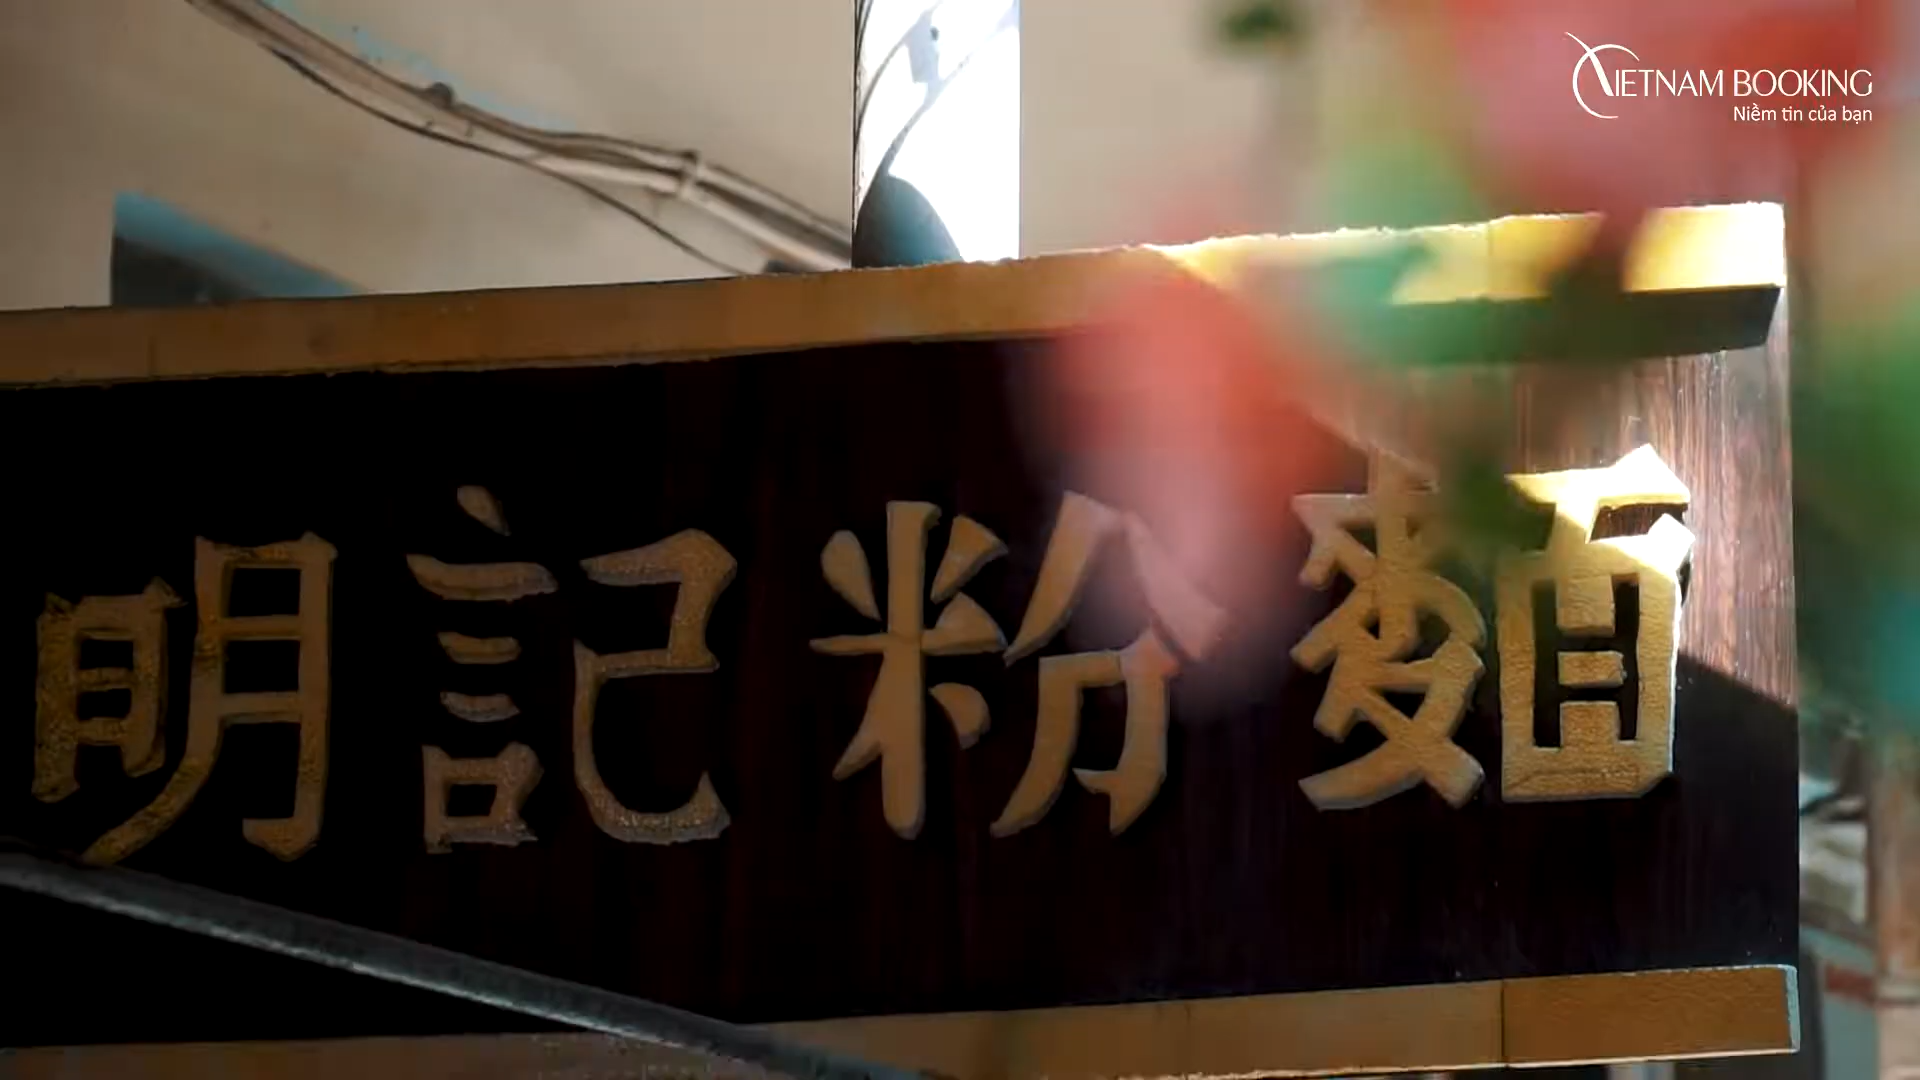 VIETNAM BOOKING
Niềm tin của bạn
明記粉麵